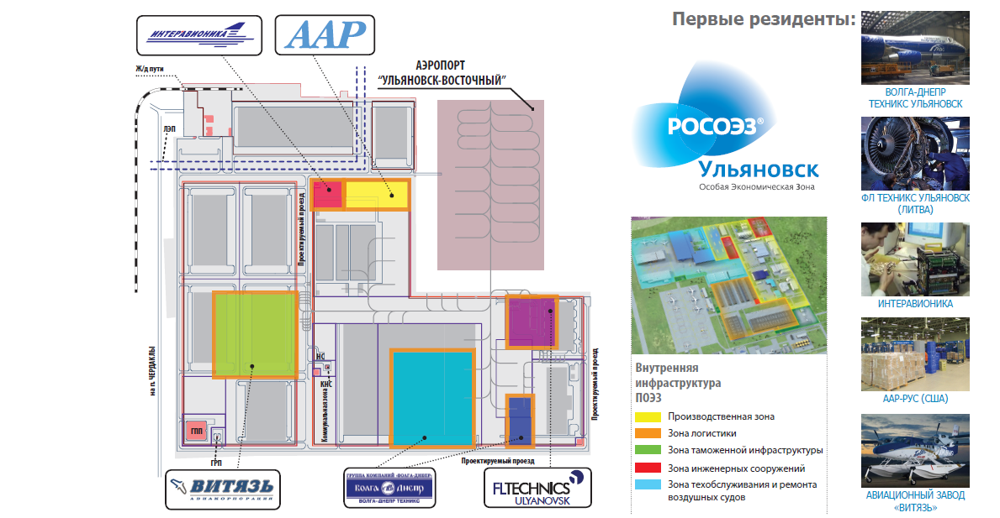 Первые резиденты:
ИНТЕРАВИОНИКА
AAP
Ж/д пути
АЭРОПОРТ
“УЛЬЯНОВСК-ВОСТОЧНЫЙ”
ЛЭП
Проектируемый проезд
на п. ЧЕРДАКЛЫ
НС
КНС
Коммунальная зона
Проектируемый проезд
ГПП
ГРП
Проектируемый проезд
ВИТЯЗЬ
АВИАКОРПОРАЦИЯ
ГРУППА КОМПАНИЙ «ВОЛГА-ДНЕПР»
Волга Днепр
ВОЛГА-ДНЕПР ТЕХНИКС
FLTECHNICS
ULYANOVSK
РОСОЭЗ®
Ульяновск
Особая Экономическая Зона
Внутренняя
инфраструктура
ПОЭЗ
Производственная зона
Зона логистики
Зона таможенной инфраструктуры
Зона инженерных сооружений
Зона техобслуживания и ремонта
воздушных судов
ВОЛГА-ДНЕПР
ТЕХНИКС УЛЬЯНОВСК
ФЛ ТЕХНИКС УЛЬЯНОВСК
(ЛИТВА)
ИНТЕРАВИОНИКА
ААР-РУС (США)
АВИАЦИОННЫЙ ЗАВОД
«ВИТЯЗЬ»